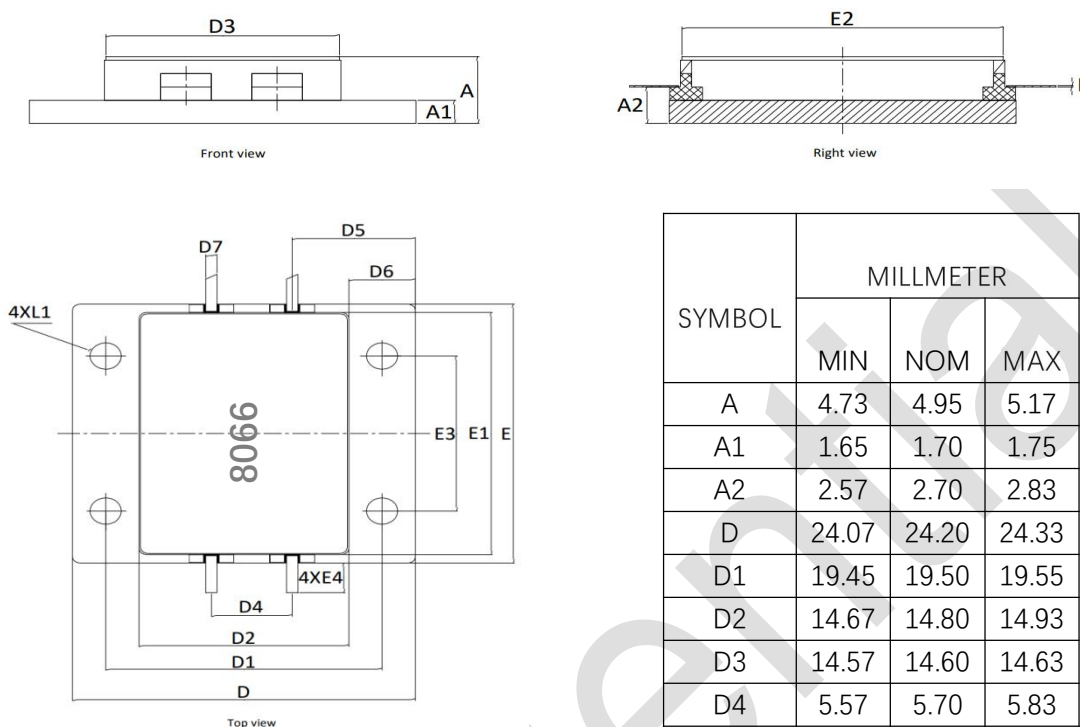 D3
A
A1
Front view
E2
A2
Right view
D7
D5
D6
4XL1
8066
E3
E1
E
4XE4
D4
D2
D1
D
Top view
SYMBOL
MILLMETER
MIN NOM MAX
A 4.73 4.95 5.17
A1 1.65 1.70 1.75
A2 2.57 2.70 2.83
D 24.07 24.20 24.33
D1 19.45 19.50 19.55
D2 14.67 14.80 14.93
D3 14.57 14.60 14.63
D4 5.57 5.70 5.83